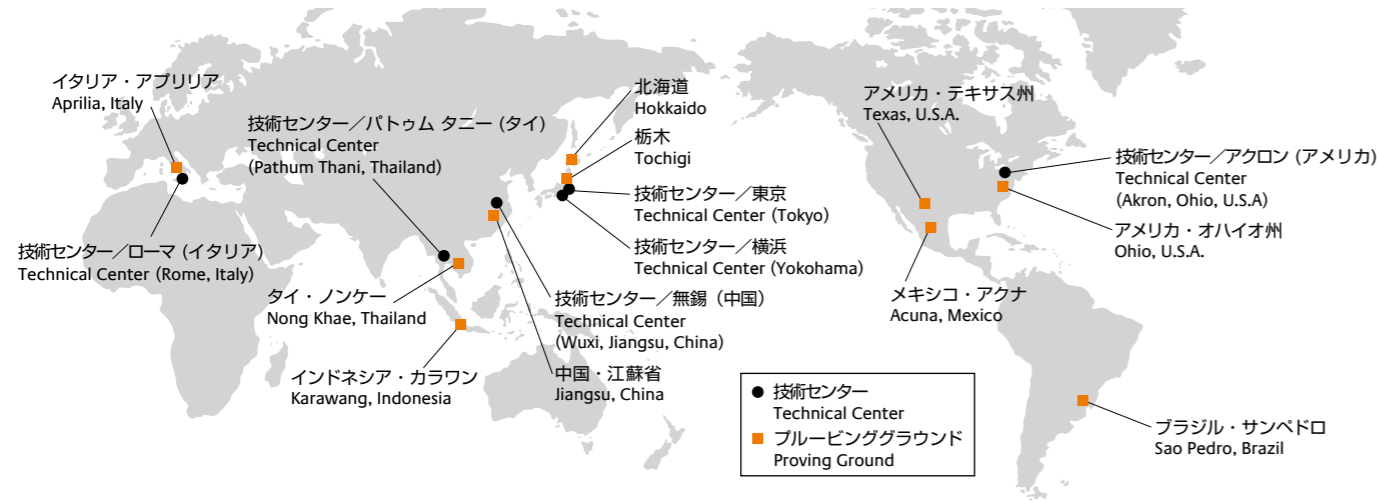 イタリア・アプリリア
Aprilia, Italy
技術センター／パトゥム タニー (タイ)
Technical Center
(Pathum Thani, Thailand)
北海道
Hokkaido
栃木
Tochigi
技術センター／東京
Technical Center (Tokyo)
技術センター／横浜
Technical Center (Yokohama)
技術センター／ローマ (イタリア)
Technical Center (Rome, Italy)
タイ・ノンケー
Nong Khae, Thailand
インドネシア・カラワン
Karawang, Indonesia
技術センター／無錫（中国）
Technical Center
(Wuxi, Jiangsu, China)
中国・江蘇省
Jiangsu, China
アメリカ・テキサス州
Texas, U.S.A.
技術センター／アクロン (アメリカ)
Technical Center
(Akron, Ohio, U.S.A)
アメリカ・オハイオ州
Ohio, U.S.A.
メキシコ・アクナ
Acuna, Mexico
技術センター
Technical Center
プルービンググラウンド
Proving Ground
ブラジル・サンペドロ
Sao Pedro, Brazil